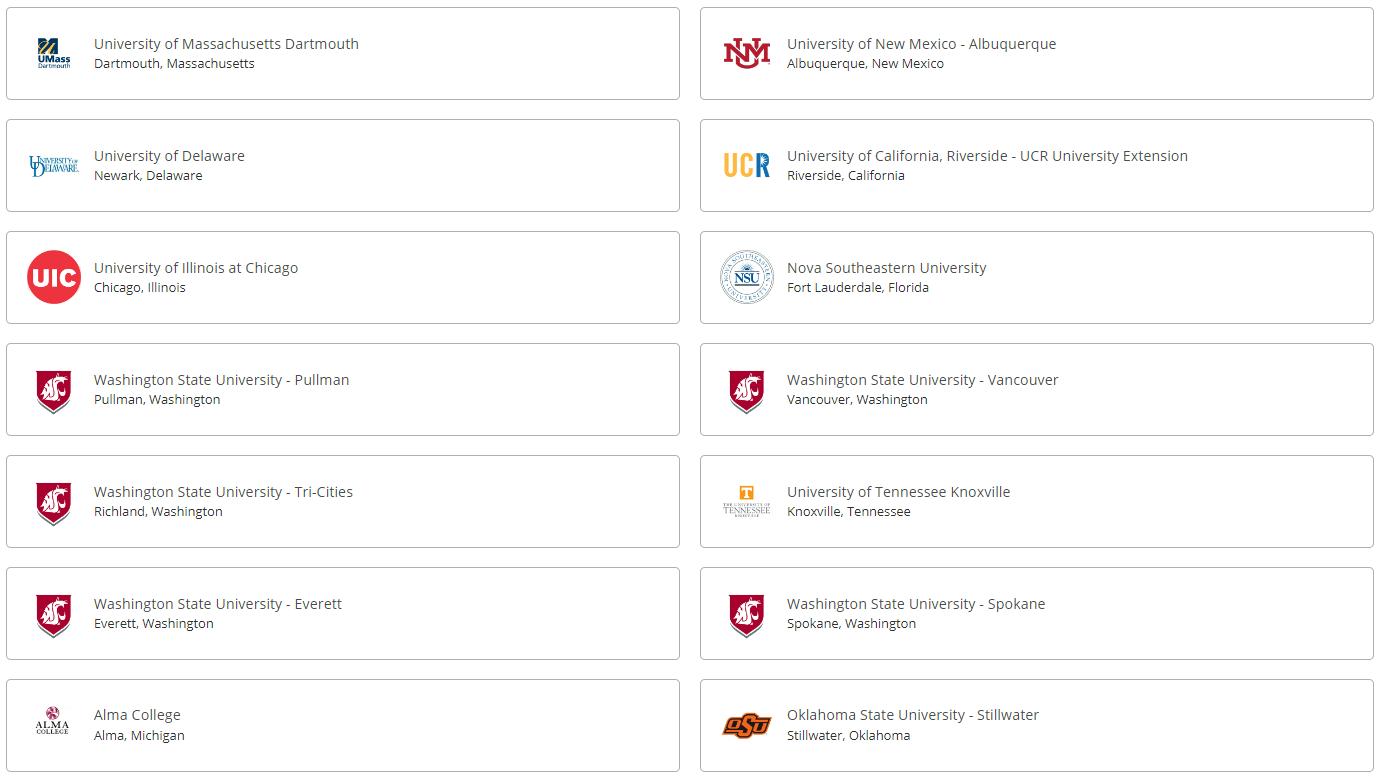 UMass
Dartmouth
University of Massachusetts Dartmouth
Dartmouth, Massachusetts
UNM
University of New Mexico - Albuquerque
Albuquerque, New Mexico
UNIVERSITY OF
DELAWARE
University of Delaware
Newark, Delaware
UCR
University of California, Riverside - UCR University Extension
Riverside, California
UIC
University of Illinois at Chicago
Chicago, Illinois
NOVA SOUTHEASTERN
NSU
UNIVERSITY
Nova Southeastern University
Fort Lauderdale, Florida
Washington State University - Pullman
Pullman, Washington
Washington State University - Vancouver
Vancouver, Washington
Washington State University - Tri-Cities
Richland, Washington
THE UNIVERSITY OF
TENNESSEE
KNOXVILLE
T
University of Tennessee Knoxville
Knoxville, Tennessee
Washington State University - Everett
Everett, Washington
Washington State University - Spokane
Spokane, Washington
ALMA
COLLEGE
Alma College
Alma, Michigan
OSU
Oklahoma State University - Stillwater
Stillwater, Oklahoma